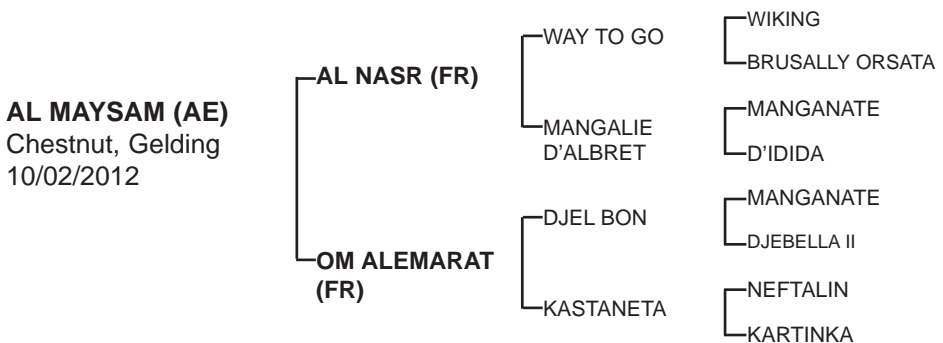 AL MAYSAM (AE)
Chestnut, Gelding
10/02/2012
AL NASR (FR)
OM ALEMARAT
(FR)
WAY TO GO
MANGALIE
D'ALBRET
DJEL BON
KASTANETA
WIKING
BRUSALLY ORSATA
MANGANATE
D'IDIDA
MANGANATE
DJEBELLA II
NEFTALIN
KARTINKA